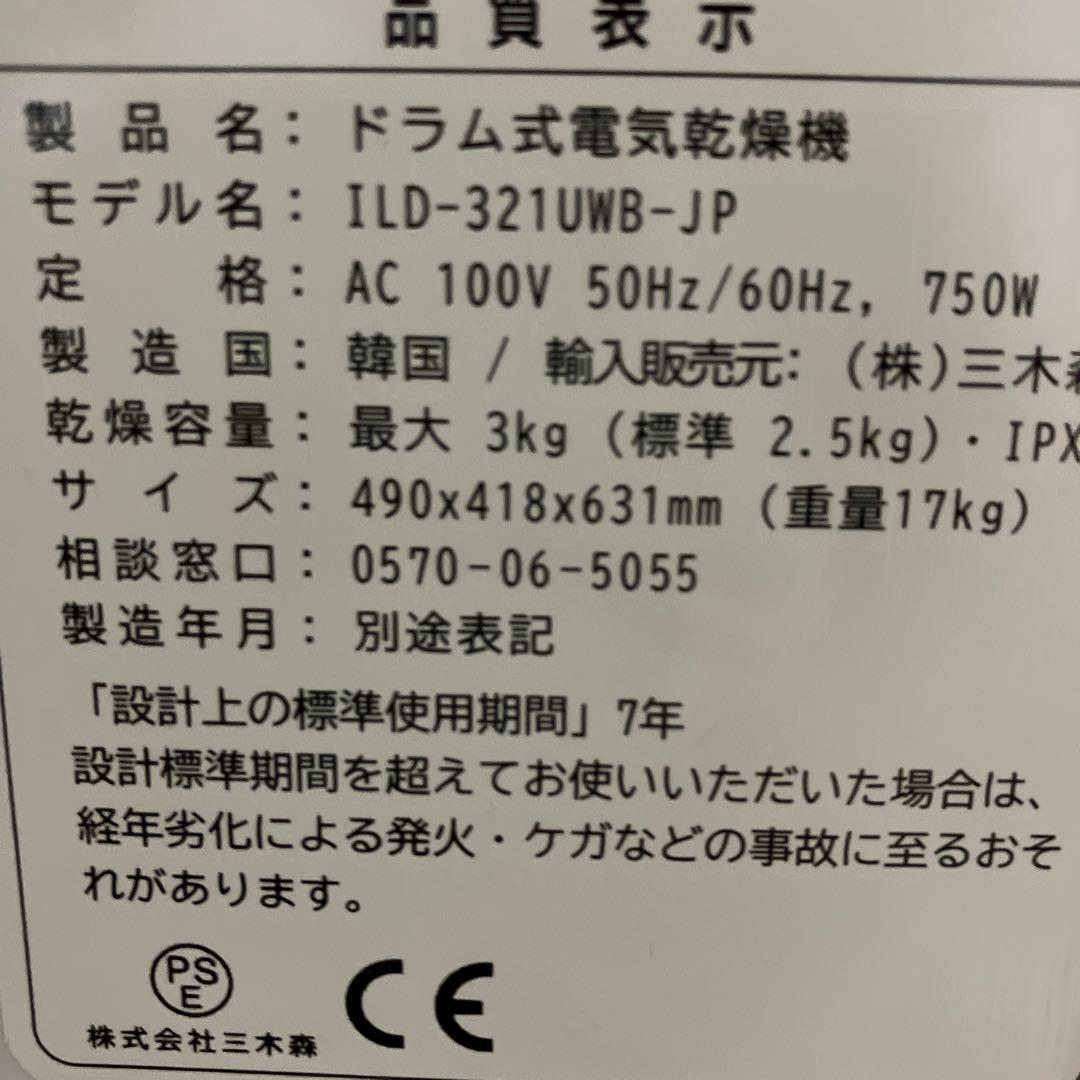 品質表示
製品名：ドラム式電気乾燥機
モデル名：ILD-321UWB-JP
定格：AC 100V 50Hz/60Hz, 750W
製造国：韓国 / 輸入販売元：(株)三木森
乾燥容量：最大 3kg (標準 2.5kg)・IPX
サイズ：490x418x631mm (重量17kg)
相談窓口：0570-06-5055
製造年月：別途表記
「設計上の標準使用期間」7年
設計標準期間を超えてお使いいただいた場合は、
経年劣化による発火・ケガなどの事故に至るおそ
れがあります。
PS
E
株式会社三木森
CE